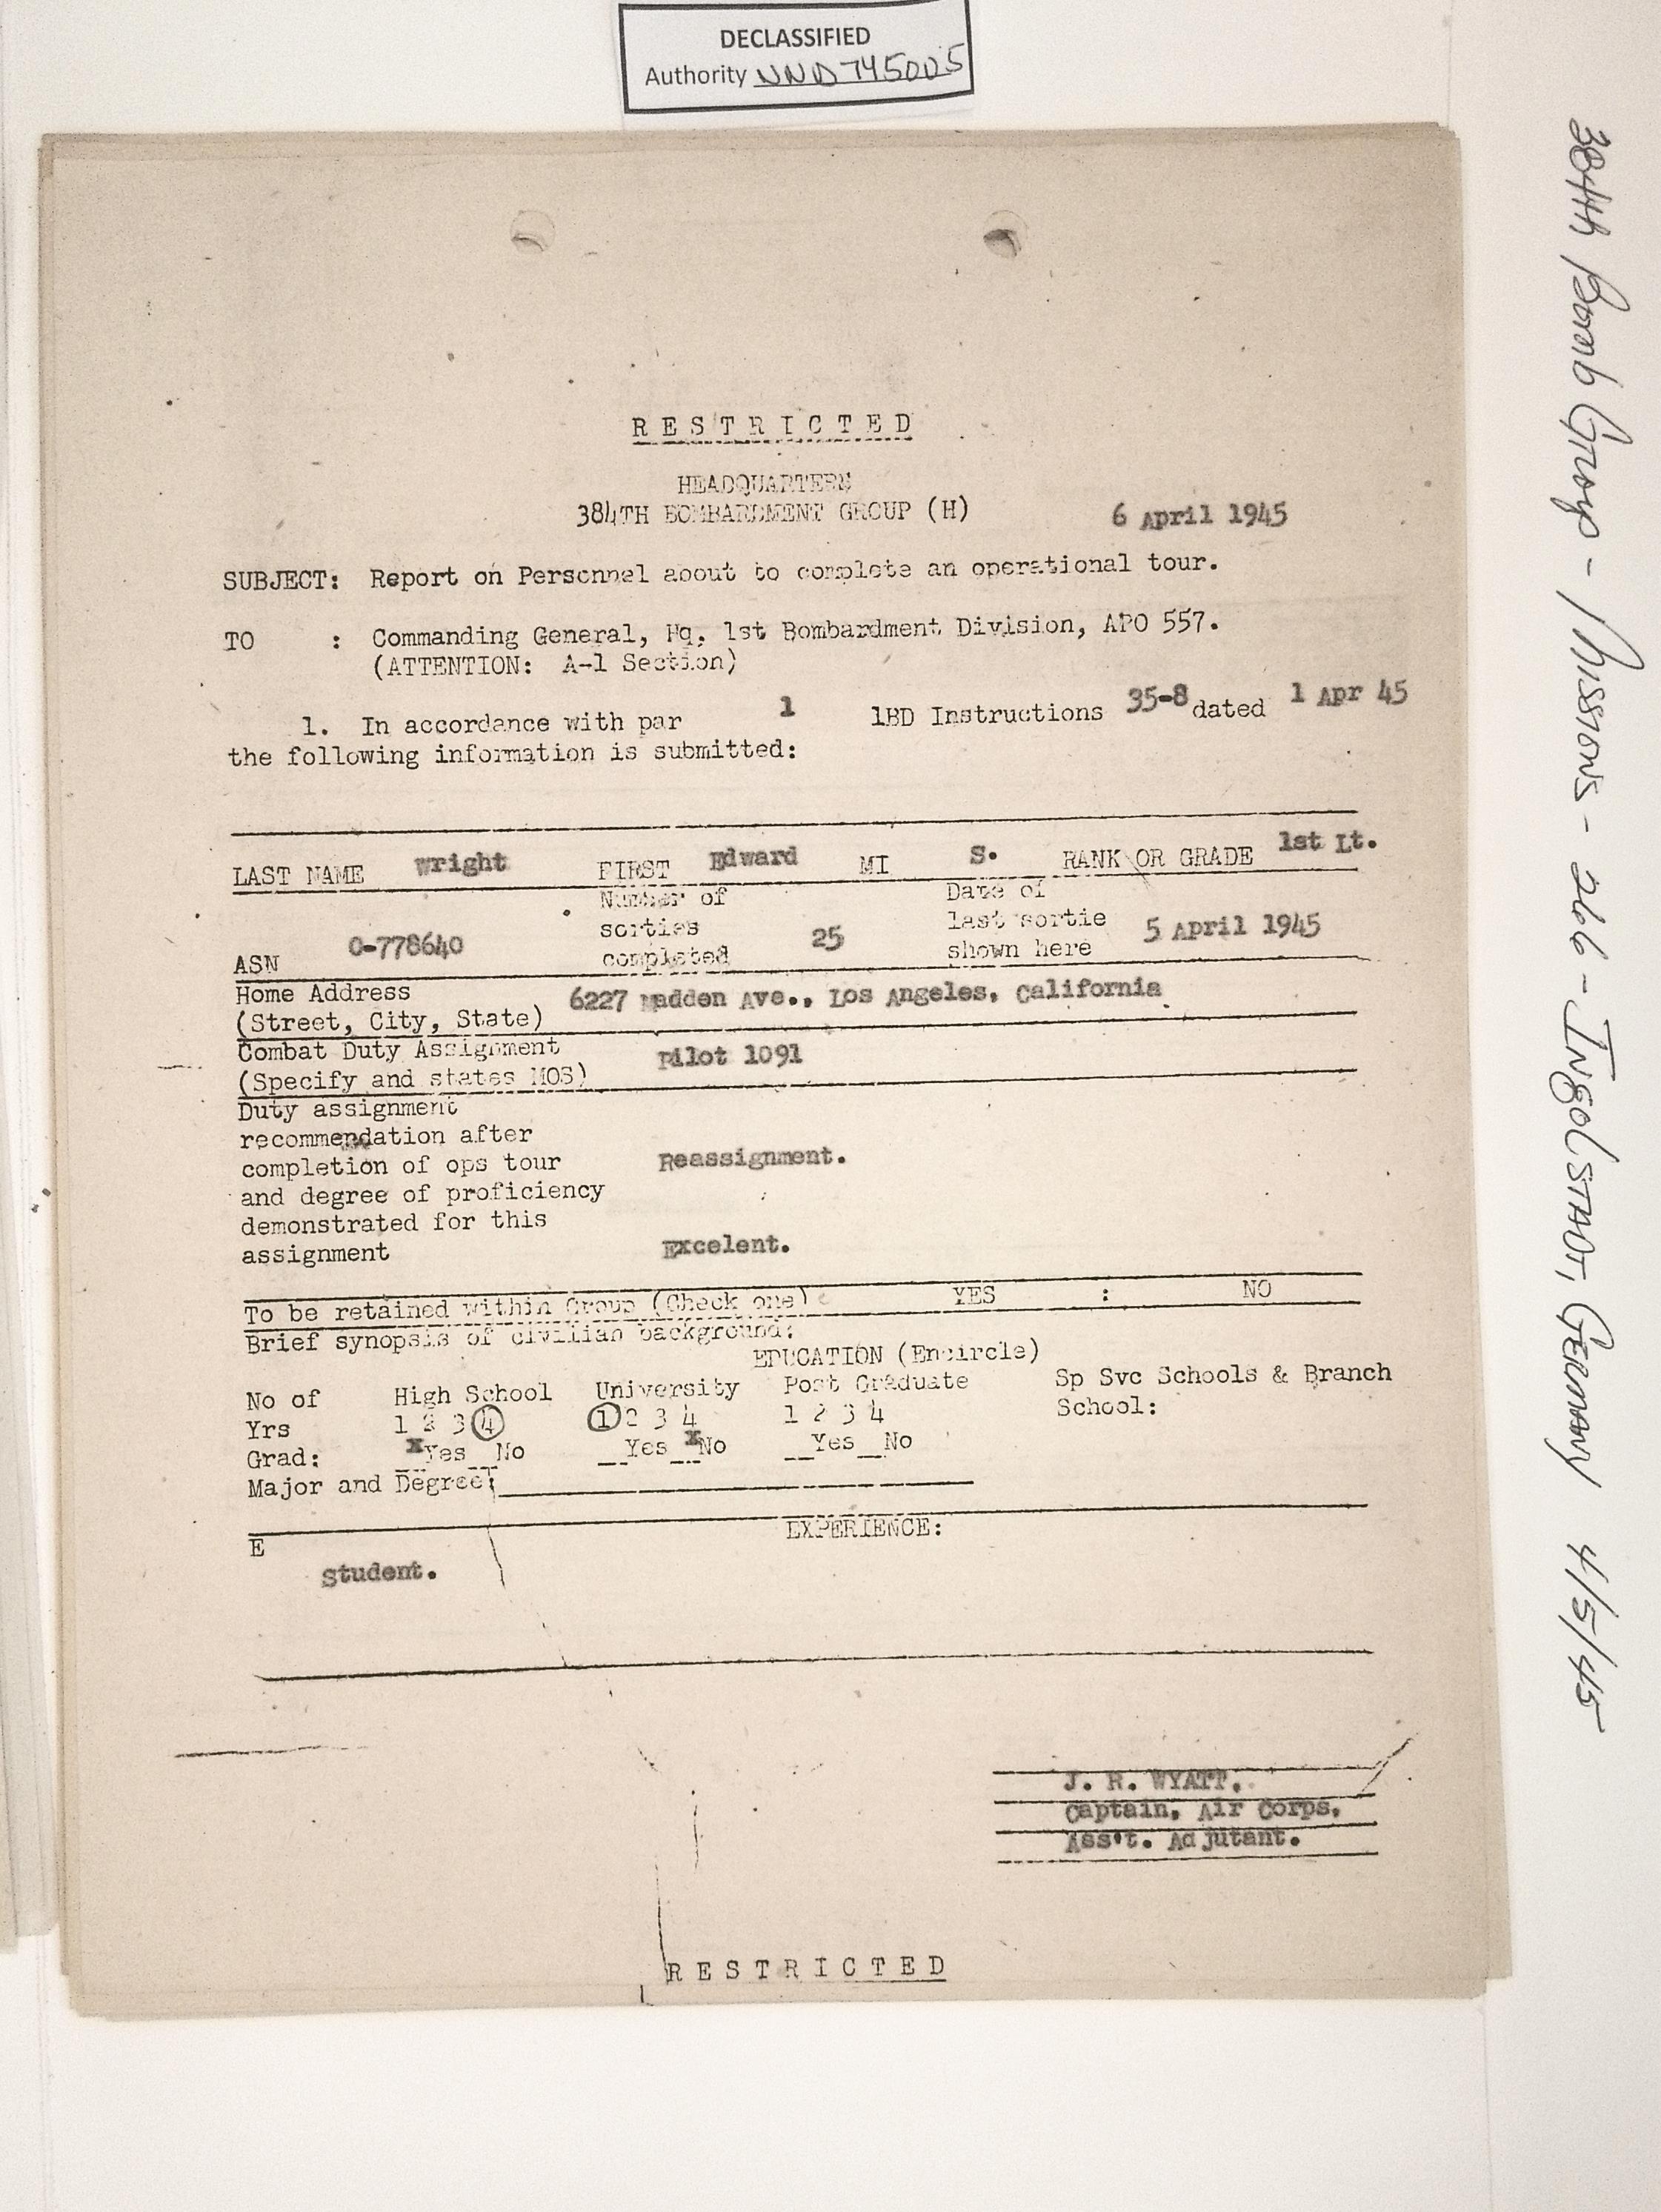 DECLASSIFIED
Authority NND 745005
R E S T R I C T E D
HEADQUARTERS
384TH BOMBARDMENT GROUP (H) 6 April 1945
SUBJECT: Report on Personnel about to complete an operational tour.
TO : Commanding General, Hq. 1st Bombardment Division, APO 557.
(ATTENTION: A-1 Section)
1. In accordance with par 1 1BD Instructions 35-8 dated 1 Apr 45
the following information is submitted:
LAST NAME Wright FIRST Edward MI S. RANK OR GRADE 1st Lt.
ASN O-778640 Number of sorties completed 25 Date of last sortie shown here 5 April 1945
Home Address
(Street, City, State) 6227 Madden Ave., Los Angeles, California
Combat Duty Assignment
(Specify and states MOS) Pilot 1091
Duty assignment
recommendation after
completion of ops tour Reassignment.
and degree of proficiency
demonstrated for this
assignment Excelent.
To be retained within Group (Check one) YES : NO
Brief synopsis of civilian background:
EDUCATION (Encircle)
No of High School University Post Graduate Sp Svc Schools & Branch
Yrs 1 2 3 4 1 2 3 4 1 2 3 4 School:
Grad: x Yes No Yes x No Yes No
Major and Degree:
EXPERIENCE:
E
Student.
J. R. WYATT,
Captain, Air Corps,
Ass't. Adjutant.
R E S T R I C T E D
384th Bomb Group - Missions - 266 - Ingolstadt, Germany 4/5/45